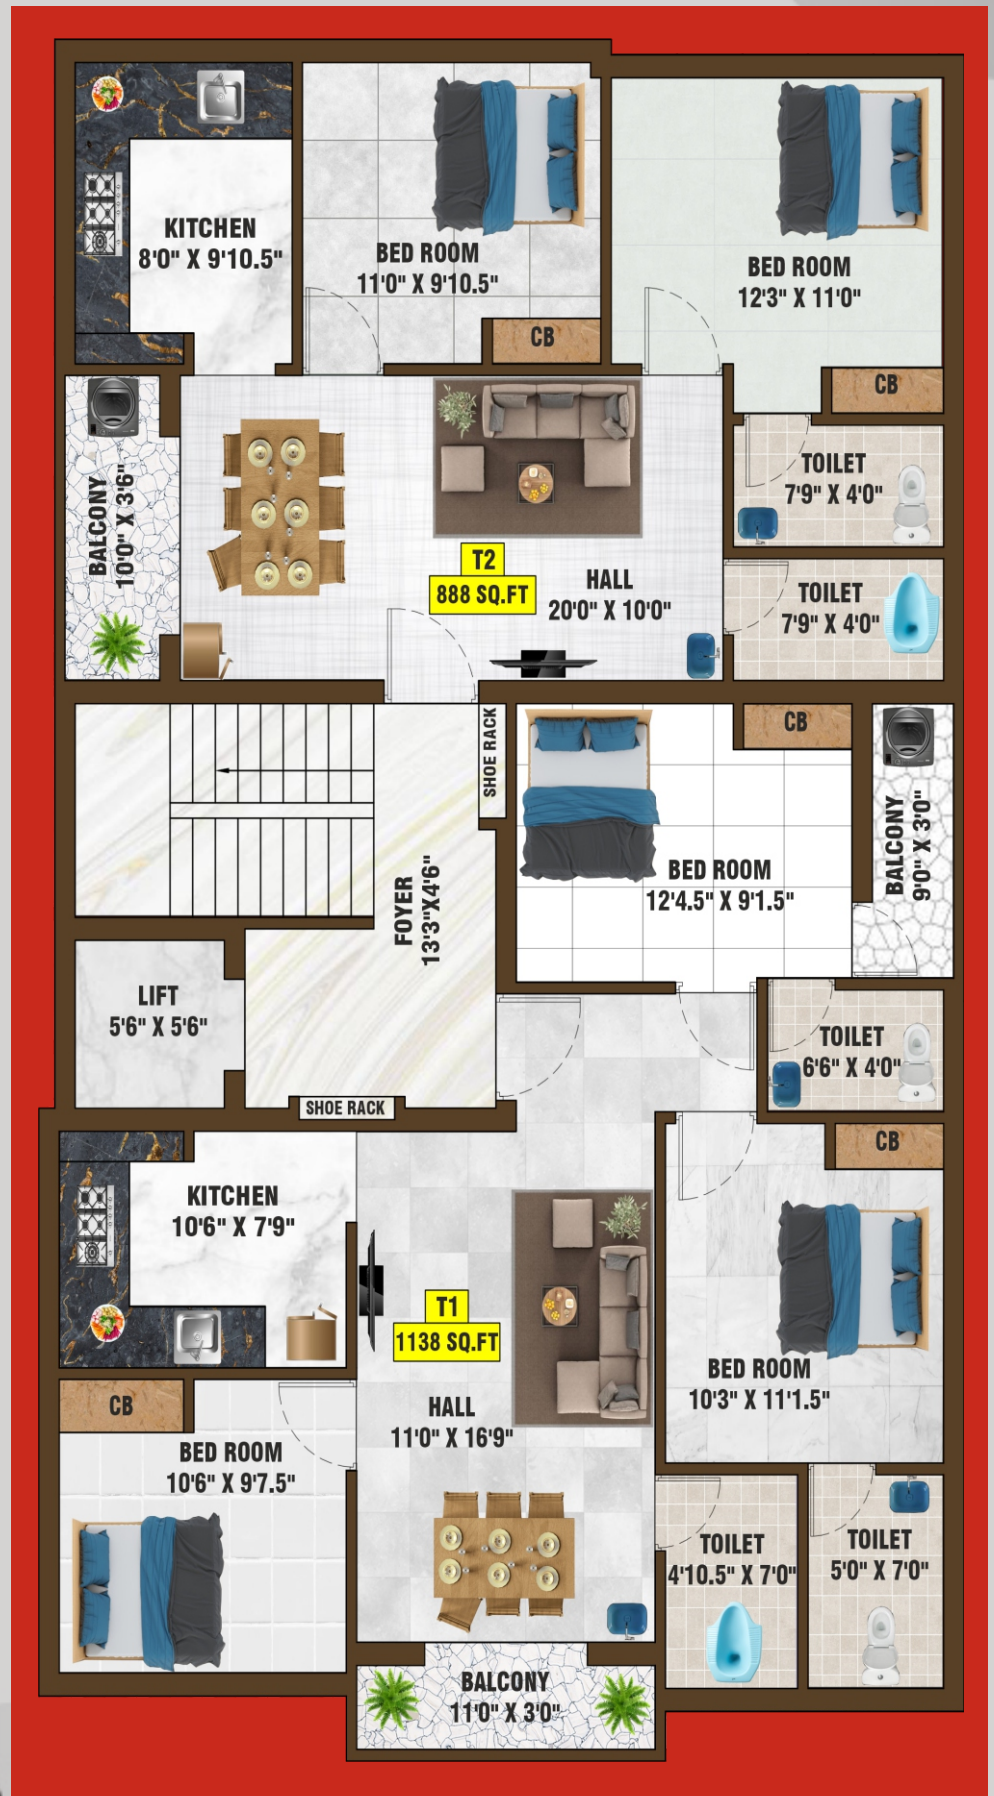 KITCHEN
8'0" X 9'10.5"
BED ROOM
11'0" X 9'10.5"
CB
BED ROOM
12'3" X 11'0"
CB
BALCONY
10'0" X 3'6"
TOILET
7'9" X 4'0"
T2
888 SQ.FT
HALL
20'0" X 10'0"
TOILET
7'9" X 4'0"
SHOE RACK
CB
BED ROOM
12'4.5" X 9'1.5"
BALCONY
9'0" X 3'0"
FOYER
13'3"X4'6"
LIFT
5'6" X 5'6"
TOILET
6'6" X 4'0"
SHOE RACK
CB
KITCHEN
10'6" X 7'9"
T1
1138 SQ.FT
BED ROOM
10'3" X 11'1.5"
CB
HALL
11'0" X 16'9"
BED ROOM
10'6" X 9'7.5"
TOILET
4'10.5" X 7'0"
TOILET
5'0" X 7'0"
BALCONY
11'0" X 3'0"